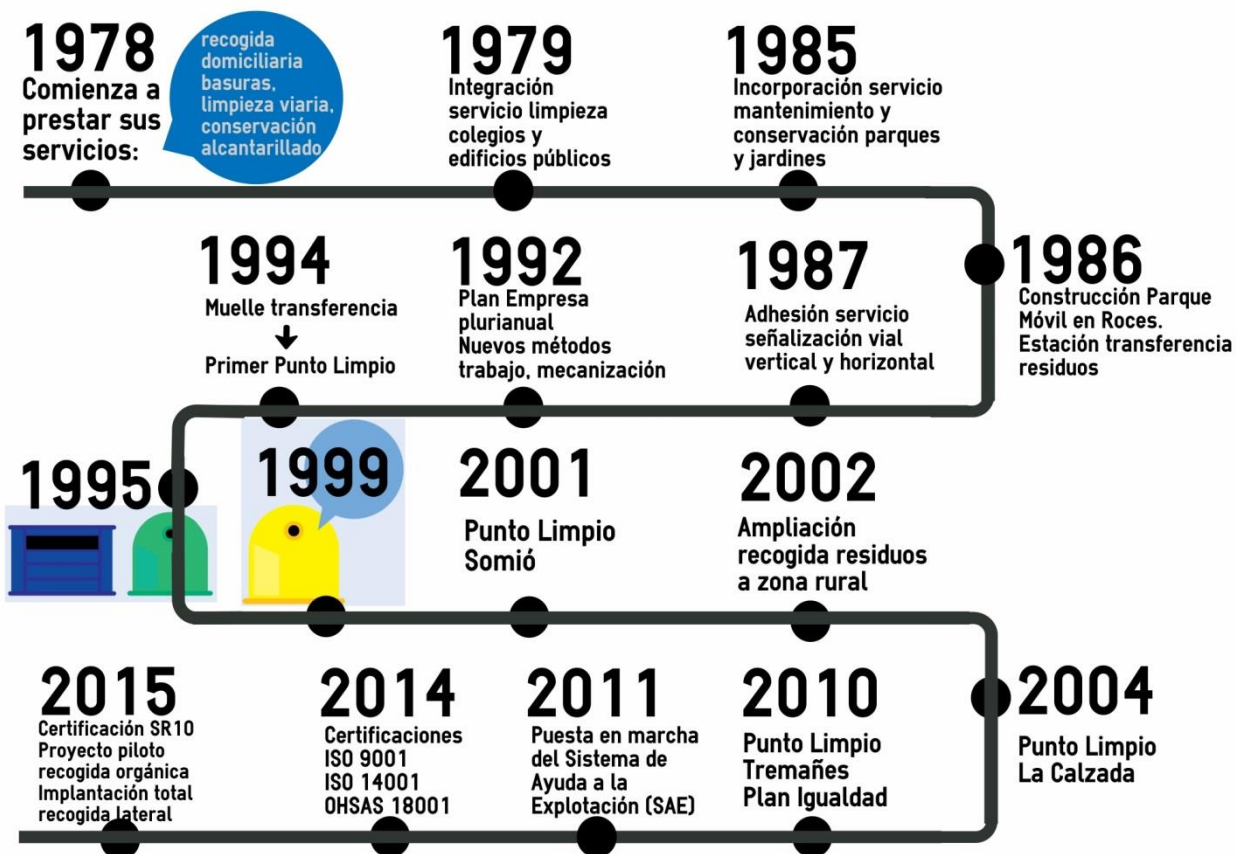 1978
Comienza a
prestar sus
servicios:
recogida
domiciliaria
basuras,
limpieza viaria,
conservación
alcantarillado
1979
Integración
servicio limpieza
colegios y
edificios públicos
1985
Incorporación servicio
mantenimiento y
conservación parques
y jardines
1986
Construcción Parque
Móvil en Roces.
Estación transferencia
residuos
1987
Adhesión servicio
señalización vial
vertical y horizontal
1992
Plan Empresa
plurianual
Nuevos métodos
trabajo, mecanización
1994
Muelle transferencia
Primer Punto Limpio
1995
1999
2001
Punto Limpio
Somió
2002
Ampliación
recogida residuos
a zona rural
2004
Punto Limpio
La Calzada
2010
Punto Limpio
Tremañes
Plan Igualdad
2011
Puesta en marcha
del Sistema de
Ayuda a la
Explotación (SAE)
2014
Certificaciones
ISO 9001
ISO 14001
OHSAS 18001
2015
Certificación SR10
Proyecto piloto
recogida orgánica
Implantación total
recogida lateral